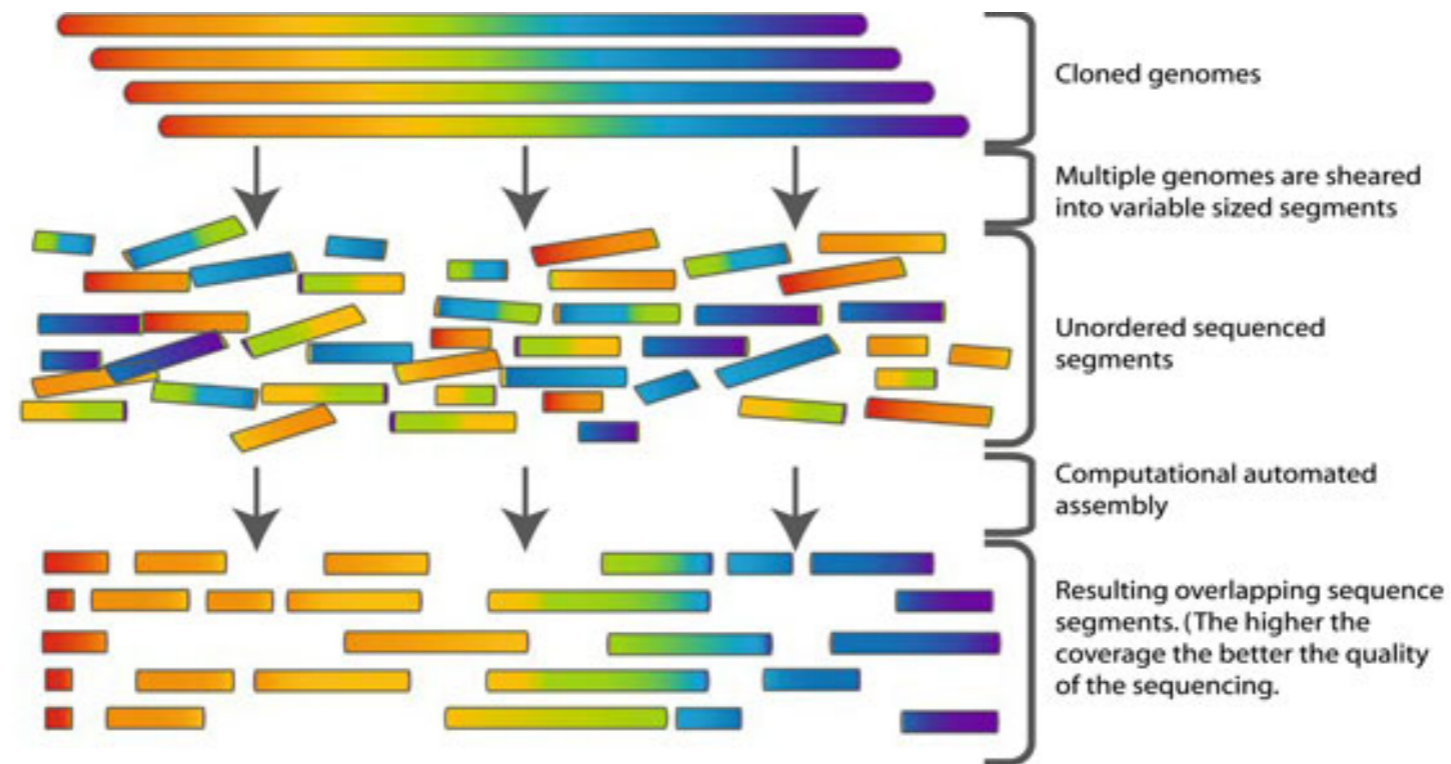 Cloned genomes
Multiple genomes are sheared
into variable sized segments
Unordered sequenced
segments
Computational automated
assembly
Resulting overlapping sequence
segments. (The higher the
coverage the better the quality
of the sequencing.